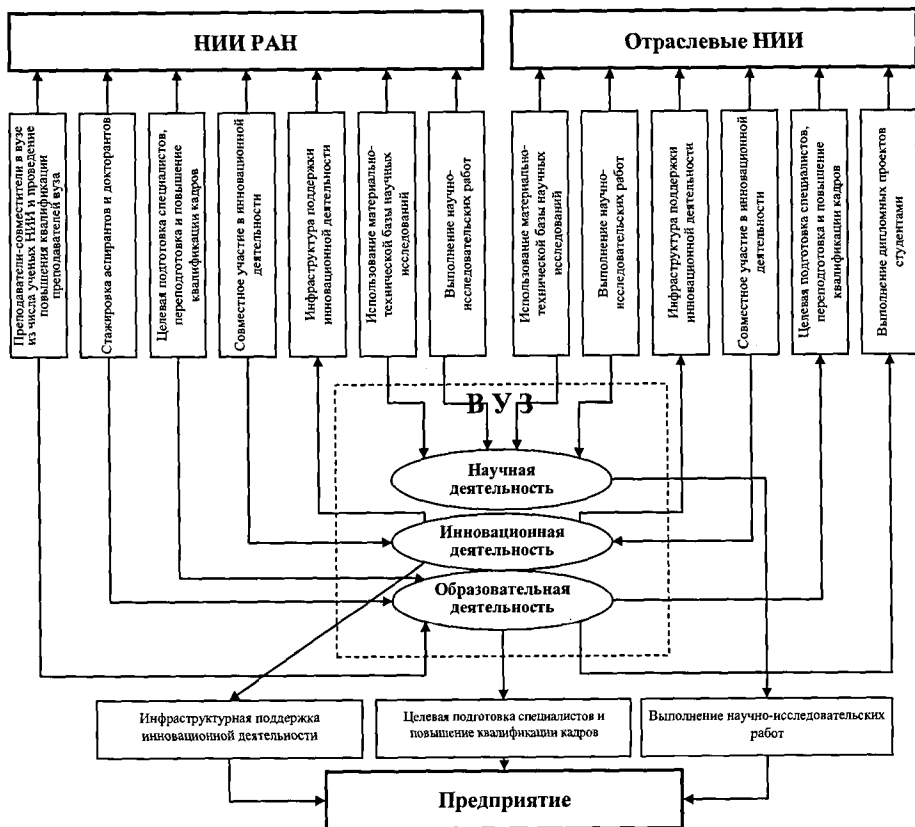 НИИ РАН
Отраслевые НИИ
Преподаватели-совместители в вузе
из числа ученых НИИ и проведение
повышения квалификации
преподавателей вуза
Стажировка аспирантов и докторантов
Целевая подготовка специалистов,
переподготовка и повышение
квалификации кадров
Совместное участие в инновационной
деятельности
Инфраструктура поддержки
инновационной деятельности
Использование материально-
технической базы научных
исследований
Выполнение научно-
исследовательских работ
Использование материально-
технической базы научных
исследований
Выполнение научно-
исследовательских работ
Инфраструктура поддержки
инновационной деятельности
Совместное участие в инновационной
деятельности
Целевая подготовка специалистов,
переподготовка и повышение
квалификации кадров
Выполнение дипломных проектов
студентами
В У З
Научная
деятельность
Инновационная
деятельность
Образовательная
деятельность
Инфраструктурная поддержка
инновационной деятельности
Целевая подготовка специалистов и
повышение квалификации кадров
Выполнение научно-исследовательских
работ
Предприятие